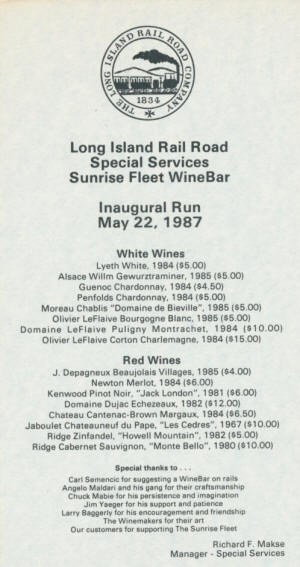 THE LONG ISLAND RAIL ROAD COMPANY
1834
Long Island Rail Road
Special Services
Sunrise Fleet WineBar
Inaugural Run
May 22, 1987
White Wines
Lyeth White, 1984 ($5.00)
Alsace Willm Gewurztraminer, 1985 ($5.00)
Guenoc Chardonnay, 1984 ($4.50)
Penfolds Chardonnay, 1984 ($5.00)
Moreau Chablis "Domaine de Bieville", 1985 ($5.00)
Olivier LeFlaive Bourgogne Blanc, 1985 ($5.00)
Domaine LeFlaive Puligny Montrachet, 1984 ($10.00)
Olivier LeFlaive Corton Charlemagne, 1984 ($15.00)
Red Wines
J. Depagneux Beaujolais Villages, 1985 ($4.00)
Newton Merlot, 1984 ($6.00)
Kenwood Pinot Noir, "Jack London", 1981 ($6.00)
Domaine Dujac Echezeaux, 1982 ($12.00)
Chateau Cantenac-Brown Margaux, 1984 ($6.50)
Jaboulet Chateauneuf du Pape, "Les Cedres", 1967 ($10.00)
Ridge Zinfandel, "Howell Mountain", 1982 ($5.00)
Ridge Cabernet Sauvignon, "Monte Bello", 1980 ($10.00)
Special thanks to . . .
Carl Semencic for suggesting a WineBar on rails
Angelo Maldari and his gang for their craftsmanship
Chuck Mabie for his persistence and imagination
Jim Yaeger for his support and patience
Larry Baggerly for his encouragement and friendship
The Winemakers for their art
Our customers for supporting The Sunrise Fleet
Richard F. Makse
Manager - Special Services